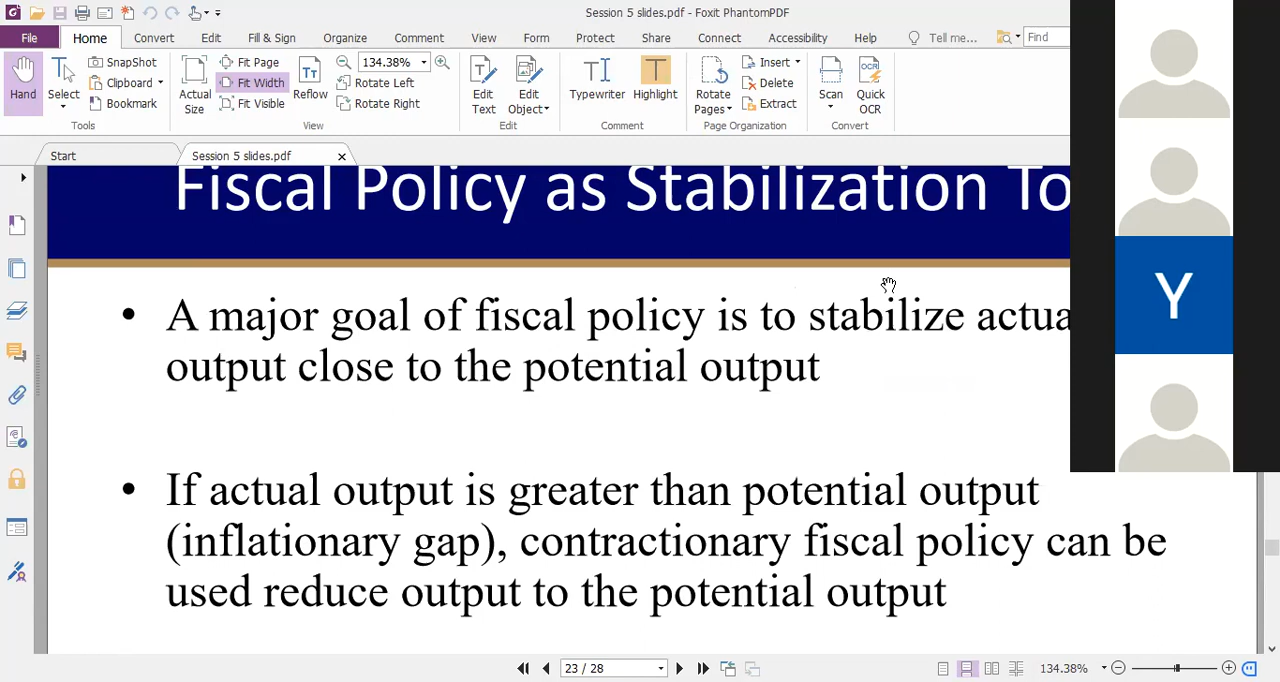 Session 5 slides.pdf - Foxit PhantomPDF
File Home Convert Edit Fill & Sign Organize Comment View Form Protect Share Connect Accessibility Help Tell me... Find
Hand
Select
SnapShot
Clipboard
Bookmark
Tools
Actual
Size
Fit Page
Fit Width
Fit Visible
Reflow
134.38%
Rotate Left
Rotate Right
View
Edit
Text
Edit
Object
Edit
Typewriter
Highlight
Comment
Rotate
Pages
Insert
Delete
Extract
Page Organization
Scan
Quick
OCR
Convert
Start
Session 5 slides.pdf
Fiscal Policy as Stabilization To
• A major goal of fiscal policy is to stabilize actua
output close to the potential output
• If actual output is greater than potential output
(inflationary gap), contractionary fiscal policy can be
used reduce output to the potential output
Y
23 / 28
134.38%